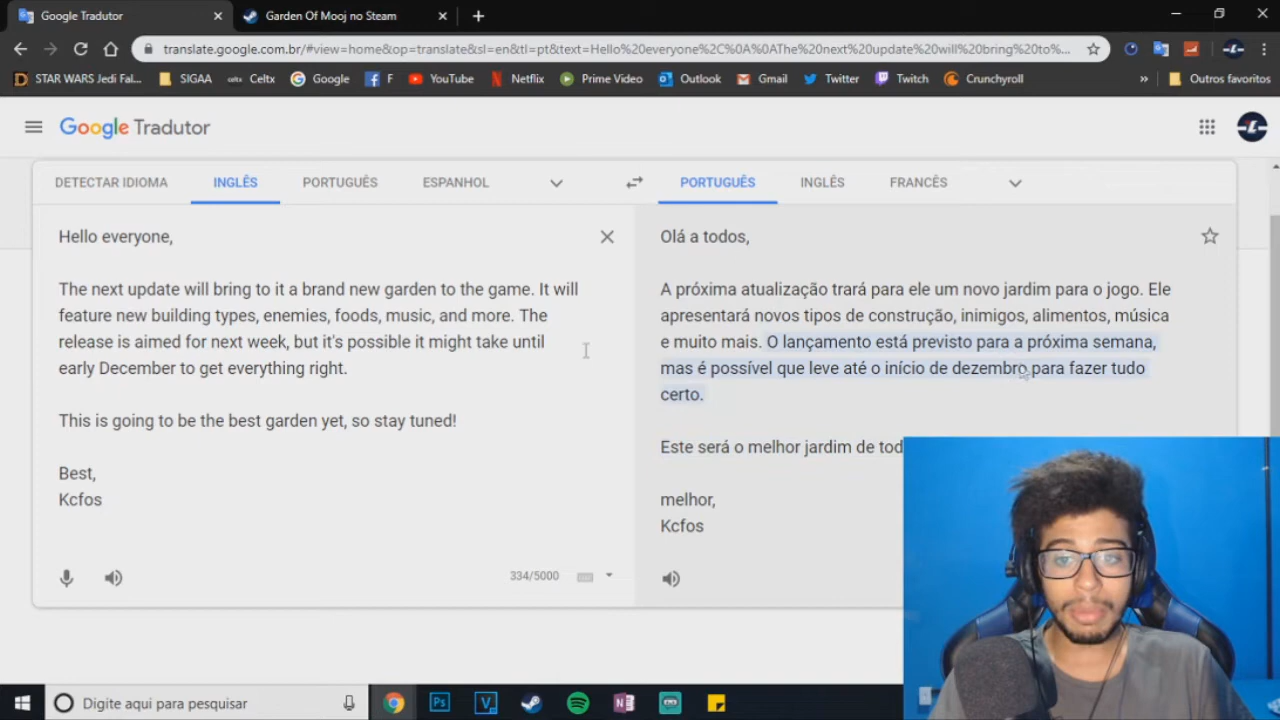 Google Tradutor
Garden Of Mooj no Steam
translate.google.com.br/#view=home&op=translate&sl=en&tl=pt&text=Hello%20everyone%2C%0A%0AThe%20next%20update%20will%20bring%20to%...
STAR WARS Jedi Fal...
SIGAA
celtx Celtx
Google
F
YouTube
Netflix
Prime Video
Outlook
Gmail
Twitter
Twitch
Crunchyroll
»
Outros favoritos
Google Tradutor
DETECTAR IDIOMA
INGLÊS
PORTUGUÊS
ESPANHOL
PORTUGUÊS
INGLÊS
FRANCÊS
Hello everyone,
The next update will bring to it a brand new garden to the game. It will
feature new building types, enemies, foods, music, and more. The
release is aimed for next week, but it's possible it might take until
early December to get everything right.
This is going to be the best garden yet, so stay tuned!
Best,
Kcfos
334/5000
Olá a todos,
A próxima atualização trará para ele um novo jardim para o jogo. Ele
apresentará novos tipos de construção, inimigos, alimentos, música
e muito mais. O lançamento está previsto para a próxima semana,
mas é possível que leve até o início de dezembro para fazer tudo
certo.
Este será o melhor jardim de tod
melhor,
Kcfos
Digite aqui para pesquisar
Ps
V
N